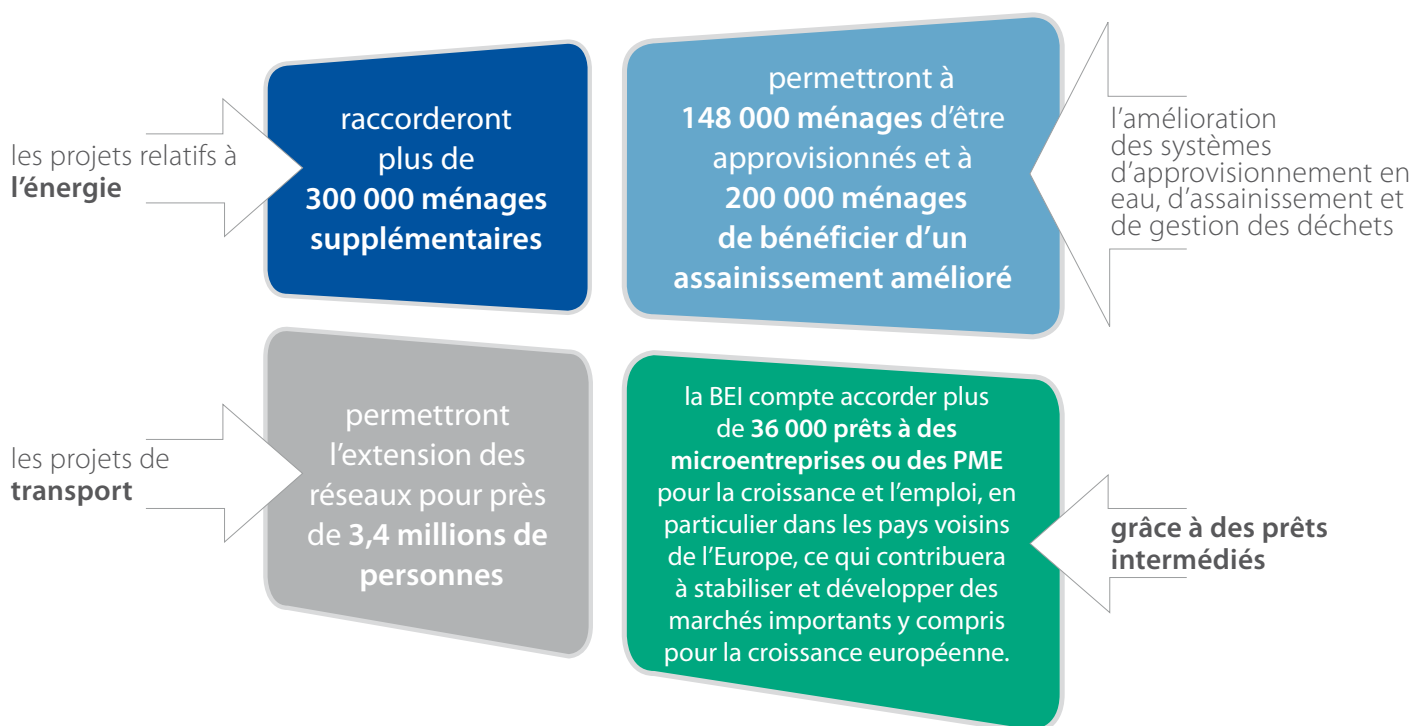 les projets relatifs à
l’énergie
raccorderont
plus de
300 000 ménages
supplémentaires
permettront à
148 000 ménages d’être
approvisionnés et à
200 000 ménages
de bénéficier d’un
assainissement amélioré
l’amélioration
des systèmes
d’approvisionnement en
eau, d’assainissement et
de gestion des déchets
les projets de
transport
permettront
l’extension des
réseaux pour près
de 3,4 millions de
personnes
la BEI compte accorder plus
de 36 000 prêts à des
microentreprises ou des PME
pour la croissance et l’emploi, en
particulier dans les pays voisins
de l’Europe, ce qui contribuera
à stabiliser et développer des
marchés importants y compris
pour la croissance européenne.
grâce à des prêts
intermédiés